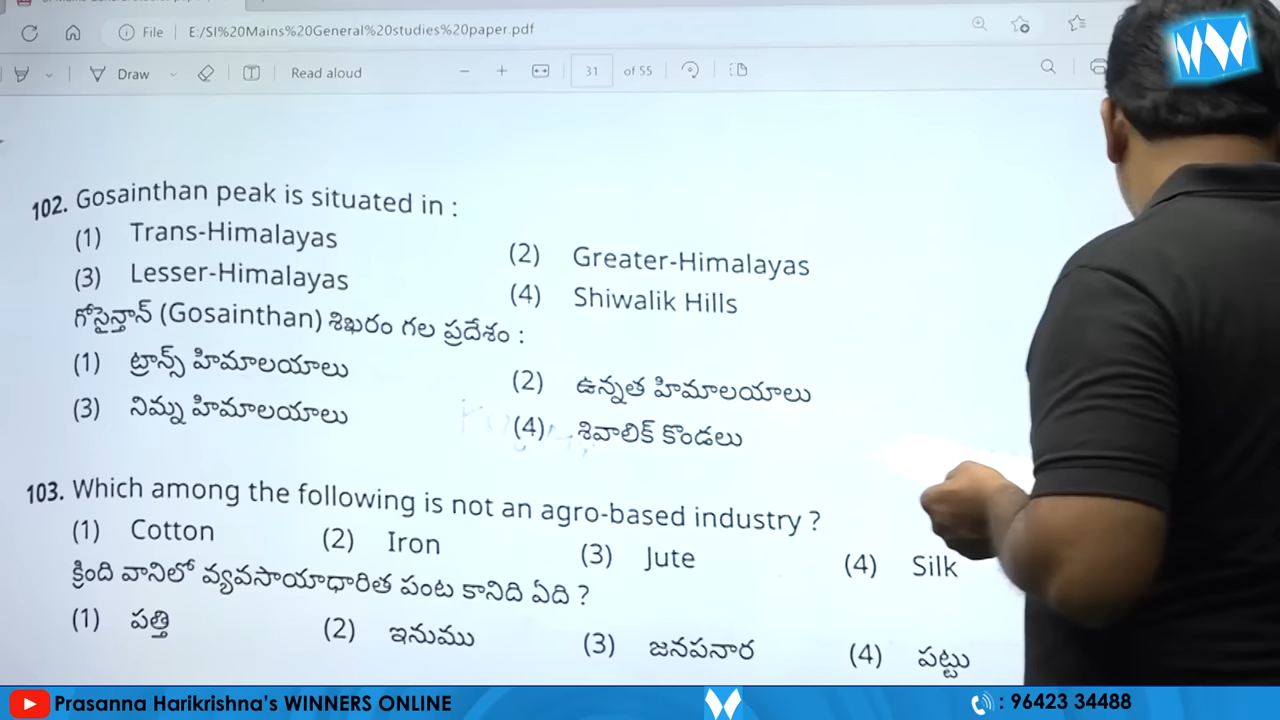 File E:/SI%20Mains%20General%20studies%20paper.pdf
Draw Read aloud 31 of 55
102. Gosainthan peak is situated in :
(1) Trans-Himalayas (2) Greater-Himalayas
(3) Lesser-Himalayas (4) Shiwalik Hills
గోసైన్తాన్ (Gosainthan) శిఖరం గల ప్రదేశం :
(1) ట్రాన్స్ హిమాలయాలు (2) ఉన్నత హిమాలయాలు
(3) నిమ్న హిమాలయాలు (4) శివాలిక్ కొండలు
103. Which among the following is not an agro-based industry ?
(1) Cotton (2) Iron (3) Jute (4) Silk
క్రింది వానిలో వ్యవసాయాధారిత పంట కానిది ఏది ?
(1) పత్తి (2) ఇనుము (3) జనపనార (4) పట్టు
Prasanna Harikrishna's WINNERS ONLINE W : 96423 34488